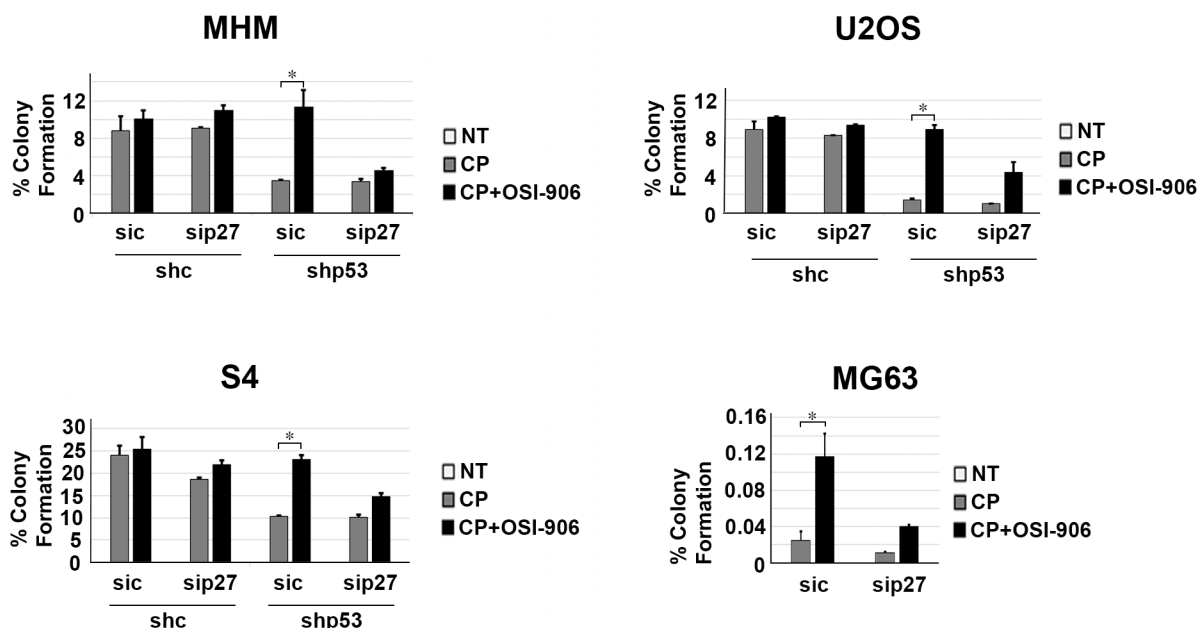 MHM
% Colony
Formation
12
8
4
0
*
sic
sip27
sic
sip27
shc
shp53
NT
CP
CP+OSI-906
U2OS
% Colony
Formation
12
8
4
0
*
sic
sip27
sic
sip27
shc
shp53
NT
CP
CP+OSI-906
S4
% Colony
Formation
30
25
20
15
10
5
0
*
sic
sip27
sic
sip27
shc
shp53
NT
CP
CP+OSI-906
MG63
% Colony
Formation
0.16
0.12
0.08
0.04
0
*
sic
sip27
NT
CP
CP+OSI-906